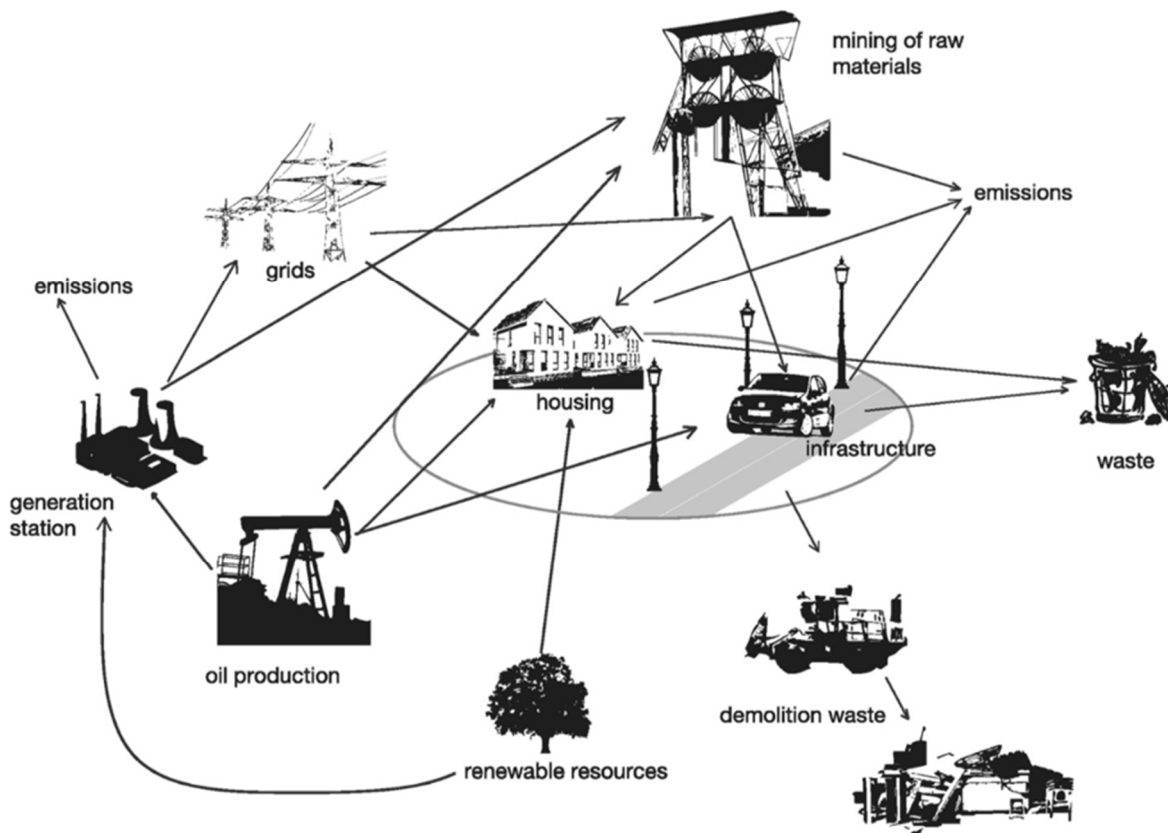 mining of raw
materials
emissions
grids
emissions
housing
infrastructure
waste
generation
station
oil production
demolition waste
renewable resources